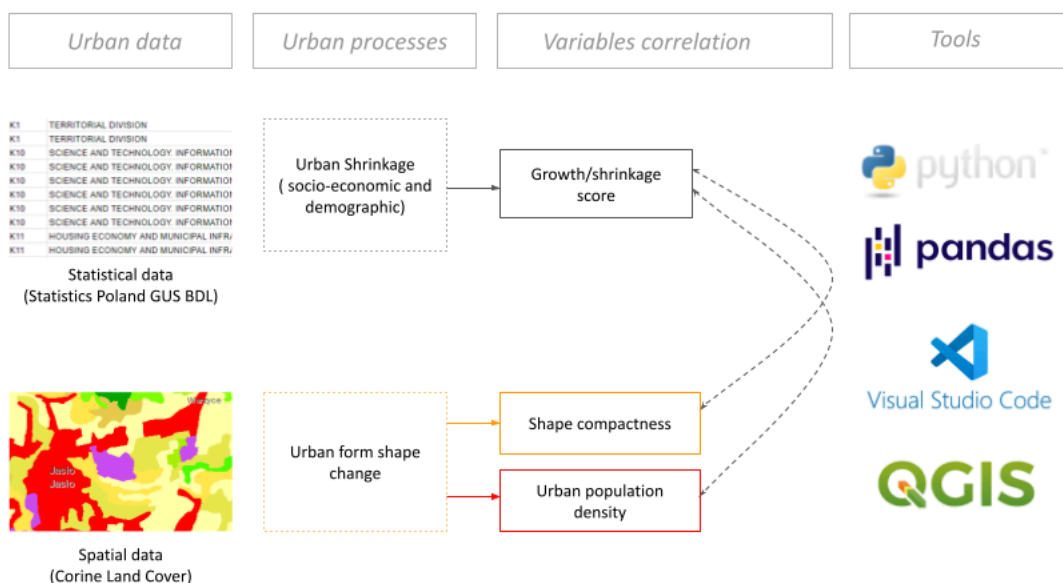 Urban data
Urban processes
Variables correlation
Tools
K1 TERRITORIAL DIVISION
K1 TERRITORIAL DIVISION
K10 SCIENCE AND TECHNOLOGY. INFORMATION
K10 SCIENCE AND TECHNOLOGY. INFORMATION
K10 SCIENCE AND TECHNOLOGY. INFORMATION
K10 SCIENCE AND TECHNOLOGY. INFORMATION
K10 SCIENCE AND TECHNOLOGY. INFORMATION
K10 SCIENCE AND TECHNOLOGY. INFORMATION
K11 HOUSING ECONOMY AND MUNICIPAL INFRA
K11 HOUSING ECONOMY AND MUNICIPAL INFRA
Statistical data
(Statistics Poland GUS BDL)
Urban Shrinkage
( socio-economic and
demographic)
Growth/shrinkage
score
python™
pandas
Visual Studio Code
QGIS
Jaslo
Jaslo
Spatial data
(Corine Land Cover)
Urban form shape
change
Shape compactness
Urban population
density